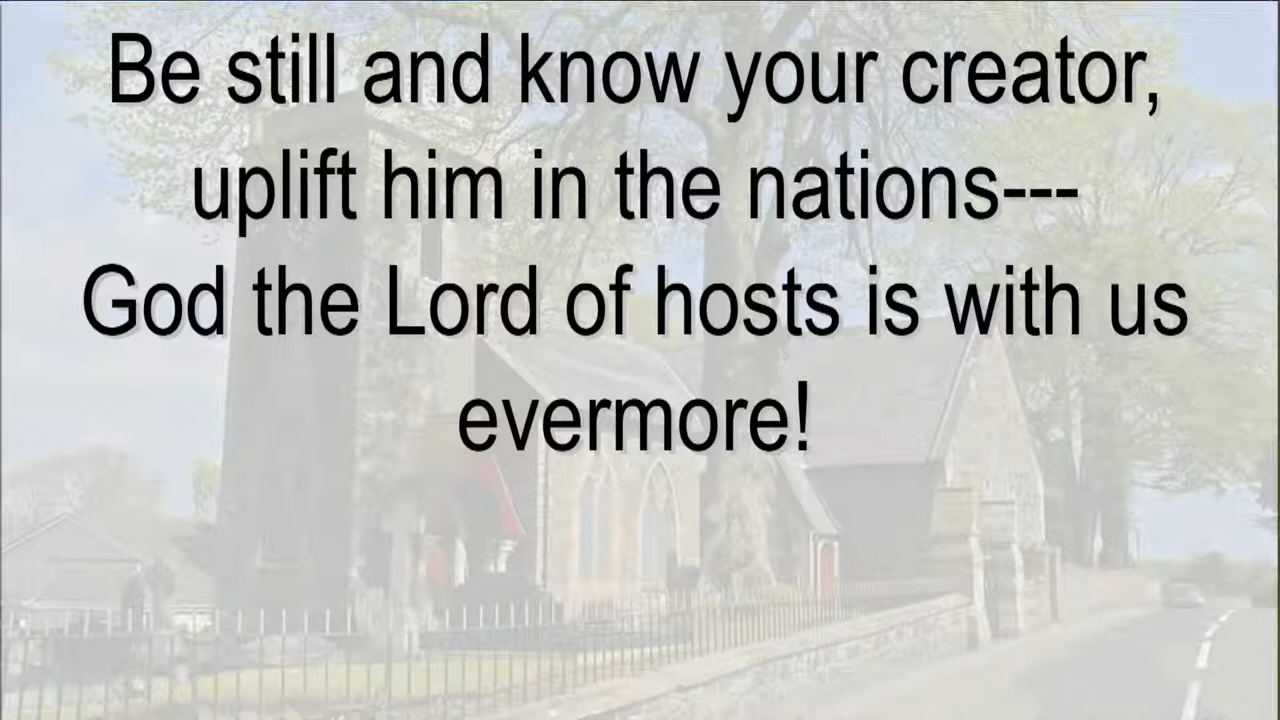 Be still and know your creator,
uplift him in the nations---
God the Lord of hosts is with us
evermore!